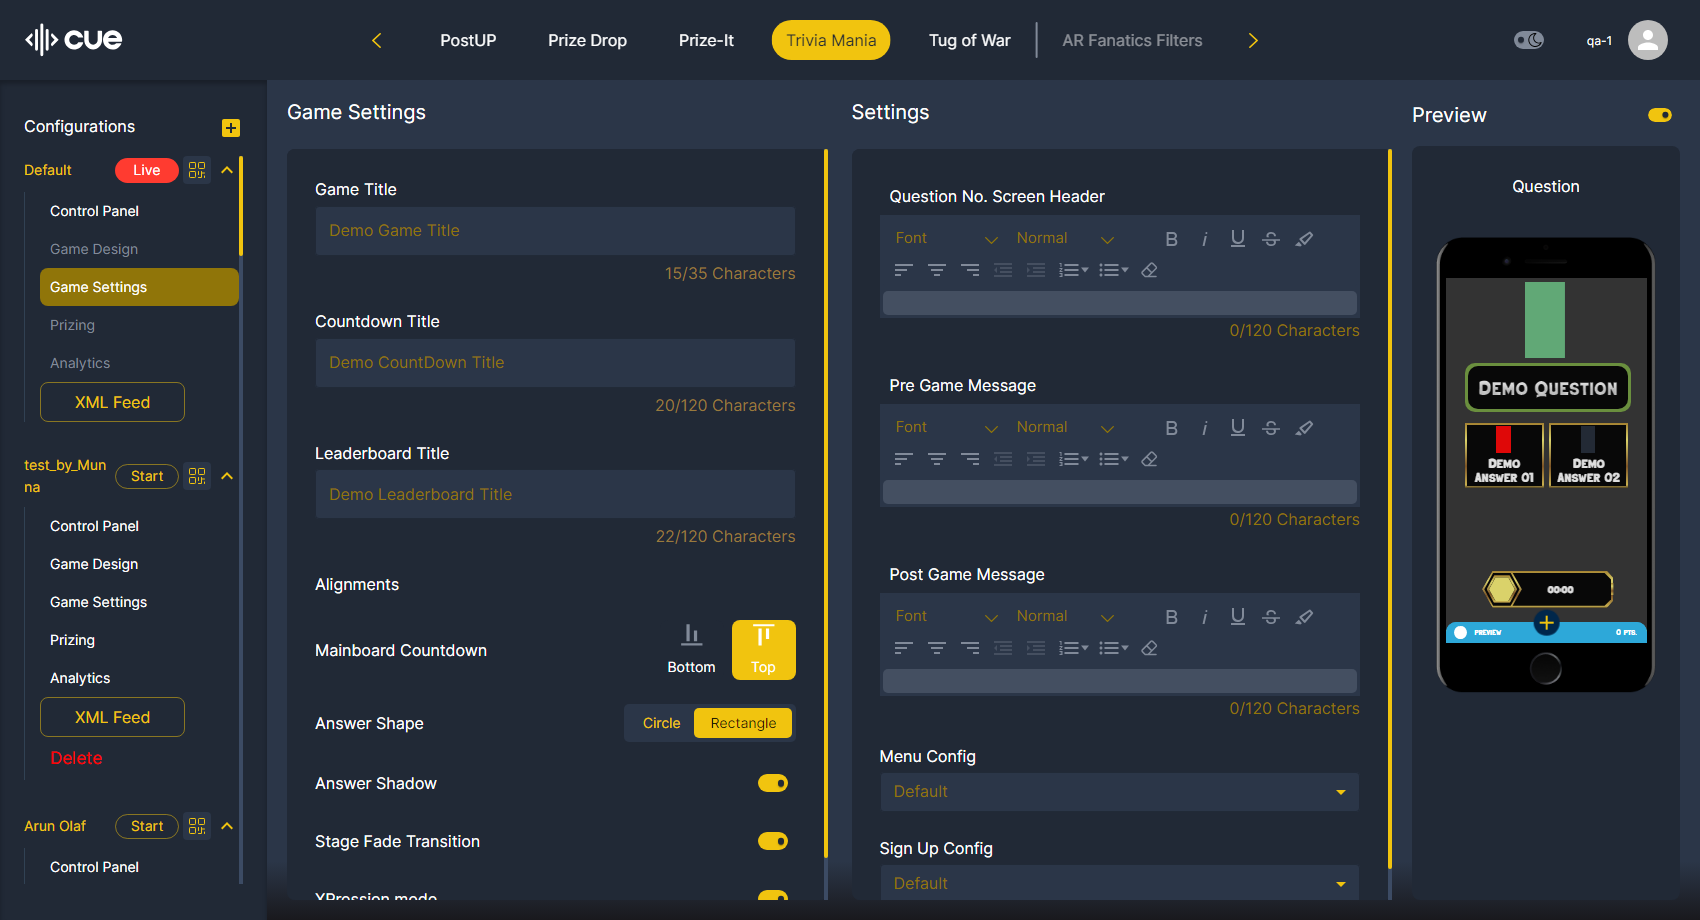 cue
PostUP
Prize Drop
Prize-It
Trivia Mania
Tug of War
AR Fanatics Filters
qa-1
Configurations
Default
Live
Control Panel
Game Design
Game Settings
Prizing
Analytics
XML Feed
test_by_Mun
na
Start
Control Panel
Game Design
Game Settings
Prizing
Analytics
XML Feed
Delete
Arun Olaf
Start
Control Panel
Game Settings
Game Title
Demo Game Title
15/35 Characters
Countdown Title
Demo CountDown Title
20/120 Characters
Leaderboard Title
Demo Leaderboard Title
22/120 Characters
Alignments
Mainboard Countdown
Bottom
Top
Answer Shape
Circle
Rectangle
Answer Shadow
Stage Fade Transition
XPression mode
Settings
Question No. Screen Header
Font
Normal
B i U S
0/120 Characters
Pre Game Message
Font
Normal
B i U S
0/120 Characters
Post Game Message
Font
Normal
B i U S
0/120 Characters
Menu Config
Default
Sign Up Config
Default
Preview
Question
Demo Question
Demo
Answer 01
Demo
Answer 02
00:00
PREVIEW
0 PTS.